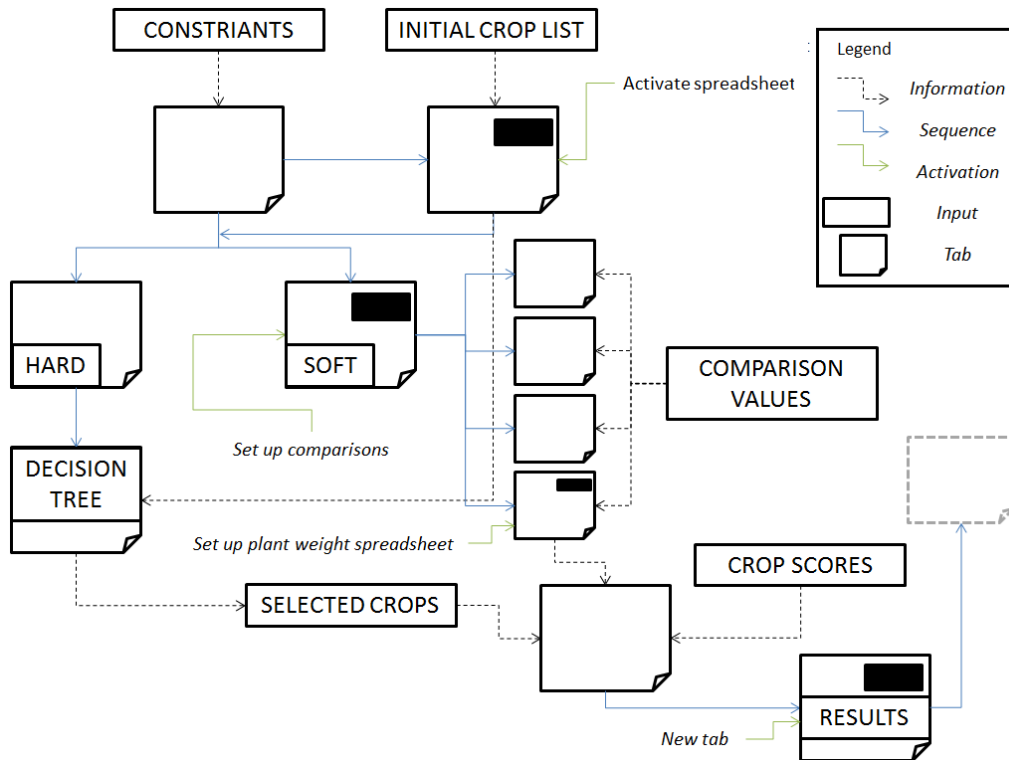 CONSTRIANTS
INITIAL CROP LIST
:
Legend
Activate spreadsheet
Information
Sequence
Activation
Input
Tab
HARD
SOFT
COMPARISON
VALUES
Set up comparisons
DECISION
TREE
Set up plant weight spreadsheet
CROP SCORES
SELECTED CROPS
RESULTS
New tab